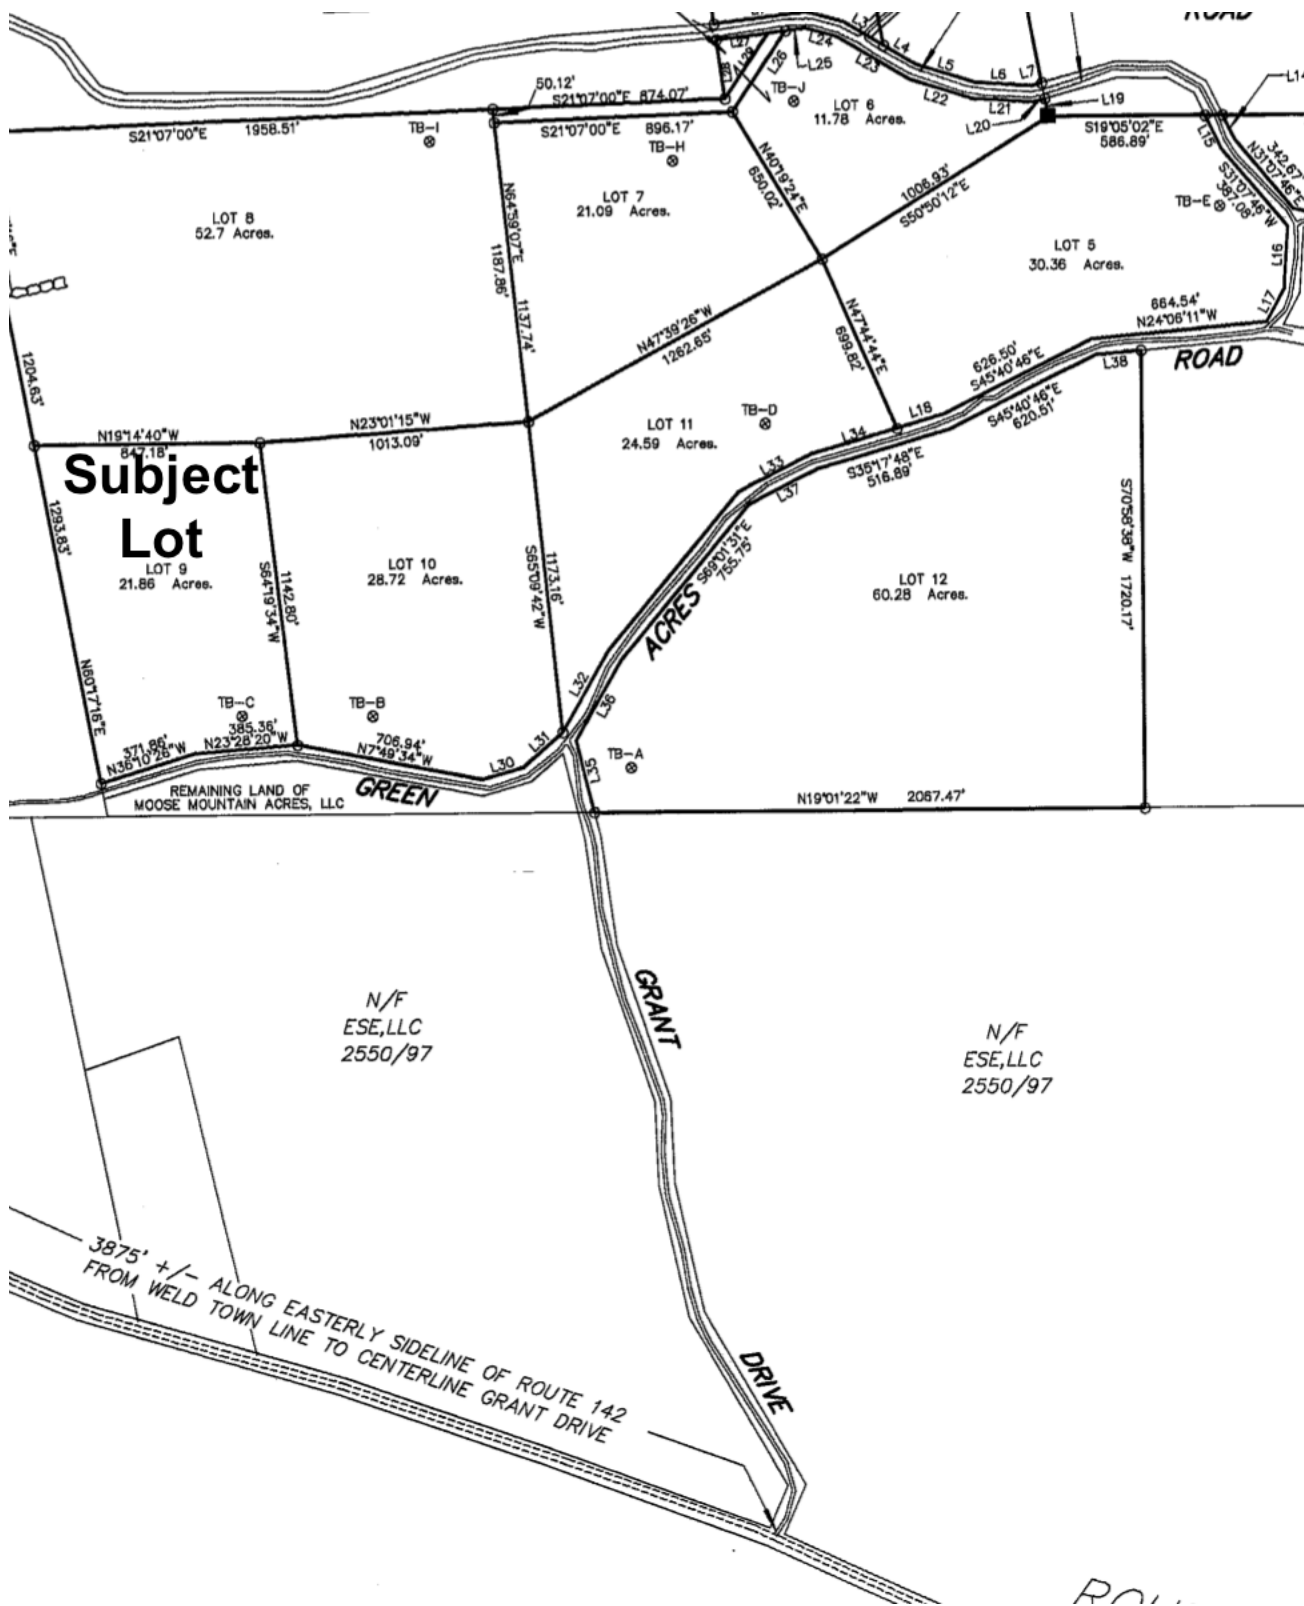 ROAD
L3
L4
L27
L24
L23
L5
L6
L7
L14
L28
L29
L26
L25
TB-J
50.12'
S21°07'00"E 874.07'
LOT 6
11.78 Acres.
L22
L21
L19
L20
S21°07'00"E 1958.51'
TB-I
S21°07'00"E 896.17'
TB-H
S19°05'02"E
586.89'
L15
342.67'
N31°07'46"E
S31°07'46"W
387.08'
TB-E
N40°19'24"E
650.02'
1006.93'
S50°50'12"E
LOT 7
21.09 Acres.
LOT 8
52.7 Acres.
N64°59'07"E
1187.86'
1137.74'
LOT 5
30.36 Acres.
L16
L17
664.54'
N24°06'11"W
N47°39'26"W
1262.65'
N47°44'44"E
699.82'
ROAD
L38
626.50'
S45°40'46"E
S45°40'46"E
620.51'
1204.63'
N19°14'40"W
847.18'
N23°01'15"W
1013.09'
LOT 11
24.59 Acres.
TB-D
L18
L34
L33
L37
S35°17'48"E
516.89'
Subject
Lot
1293.83'
LOT 9
21.86 Acres.
S64°19'34"W
1142.80'
LOT 10
28.72 Acres.
S65°09'42"W
1173.16'
S69°01'31"E
755.75'
ACRES
LOT 12
60.28 Acres.
S70°58'38"W 1720.17'
N60°17'16"E
TB-C
TB-B
L32
L36
371.86'
N36°10'26"W
385.36'
N23°28'20"W
706.94'
N7°49'34"W
L30
L31
L35
TB-A
REMAINING LAND OF
MOOSE MOUNTAIN ACRES, LLC
GREEN
N19°01'22"W 2067.47'
N/F
ESE,LLC
2550/97
GRANT
N/F
ESE,LLC
2550/97
3875' +/- ALONG EASTERLY SIDELINE OF ROUTE 142
FROM WELD TOWN LINE TO CENTERLINE GRANT DRIVE
DRIVE